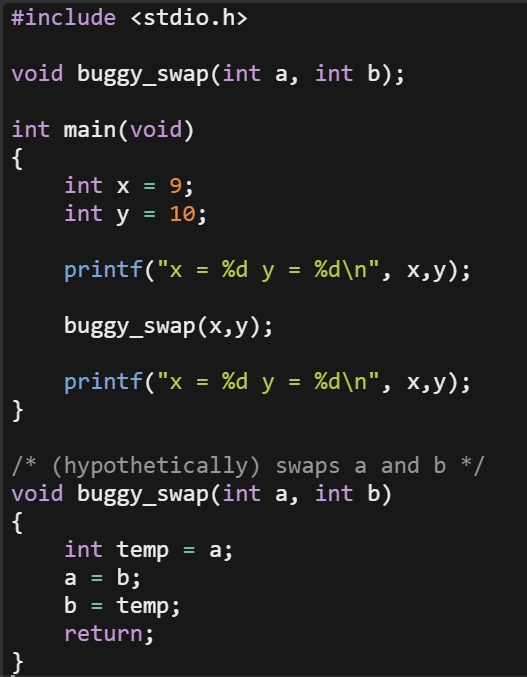 #include <stdio.h>
void buggy_swap(int a, int b);
int main(void)
{
    int x = 9;
    int y = 10;
    printf("x = %d y = %d\n", x,y);
    buggy_swap(x,y);
    printf("x = %d y = %d\n", x,y);
}
/* (hypothetically) swaps a and b */
void buggy_swap(int a, int b)
{
    int temp = a;
    a = b;
    b = temp;
    return;
}